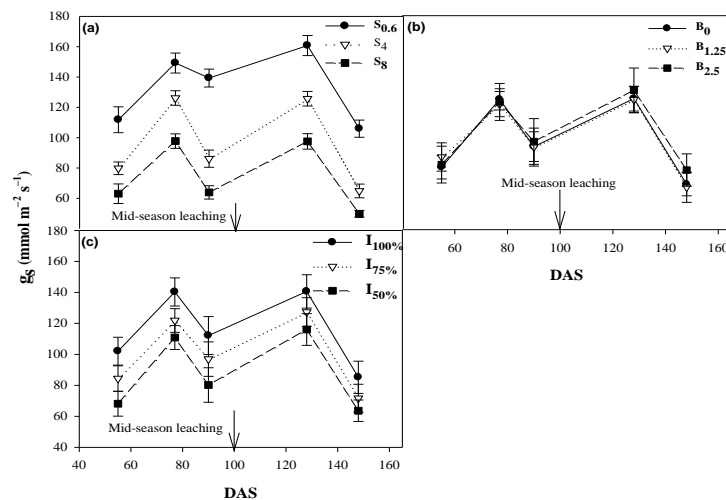 (a)
S0.6
S4
S8
180
160
140
120
100
80
60
Mid-season leaching
(b)
B0
B1.25
B2.5
Mid-season leaching
60 80 100 120 140 160
DAS
gs (mmol m−2 s−1)
(c)
I100%
I75%
I50%
180
160
140
120
100
80
60
40
Mid-season leaching
60 80 100 120 140 160
DAS